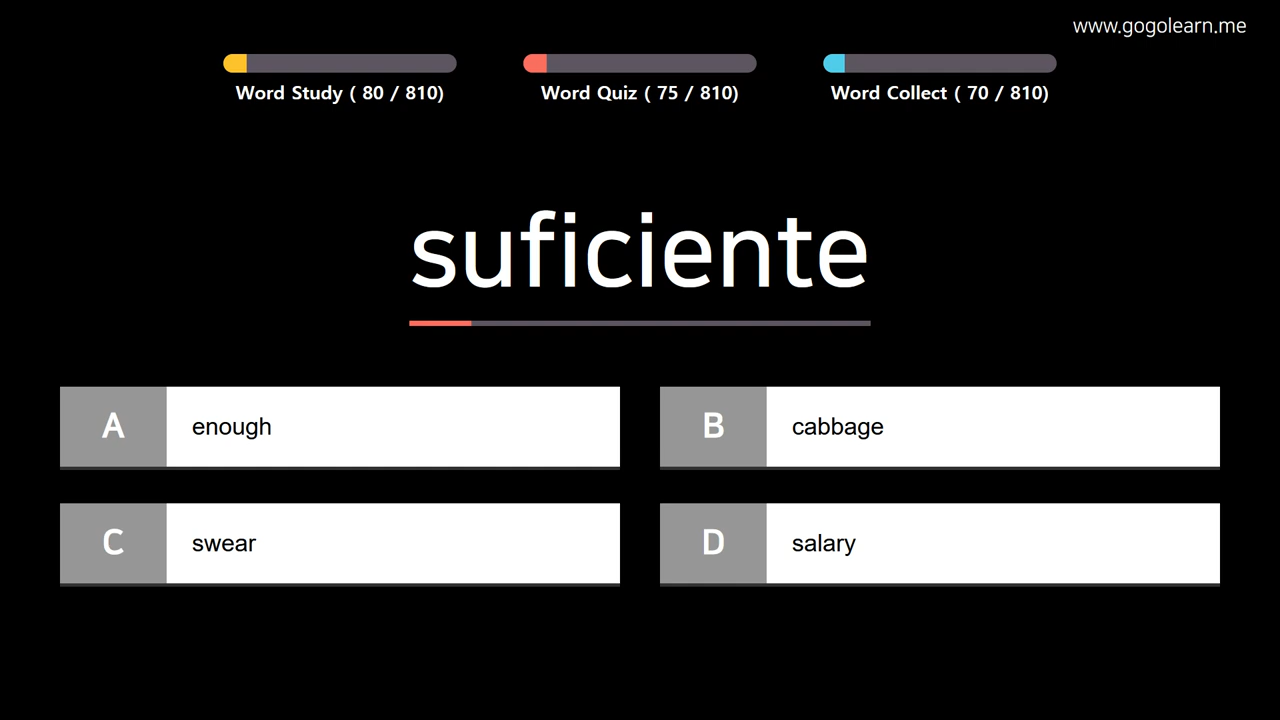 www.gogolearn.me
Word Study ( 80 / 810)
Word Quiz ( 75 / 810)
Word Collect ( 70 / 810)
suficiente
A enough
B cabbage
C swear
D salary